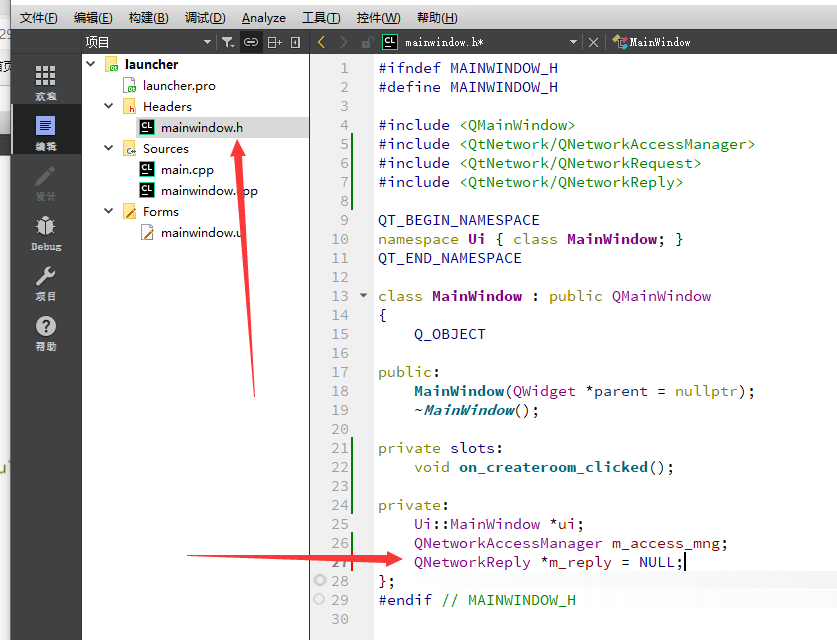 文件(F) 编辑(E) 构建(B) 调试(D) Analyze 工具(T) 控件(W) 帮助(H)
项目
mainwindow.h*
MainWindow
欢迎
编辑
设计
Debug
项目
帮助
launcher
launcher.pro
Headers
mainwindow.h
Sources
main.cpp
mainwindow.cpp
Forms
mainwindow.u
1 #ifndef MAINWINDOW_H
2 #define MAINWINDOW_H
3
4 #include <QMainWindow>
5 #include <QtNetwork/QNetworkAccessManager>
6 #include <QtNetwork/QNetworkRequest>
7 #include <QtNetwork/QNetworkReply>
8
9 QT_BEGIN_NAMESPACE
10 namespace Ui { class MainWindow; }
11 QT_END_NAMESPACE
12
13 class MainWindow : public QMainWindow
14 {
15 Q_OBJECT
16
17 public:
18 MainWindow(QWidget *parent = nullptr);
19 ~MainWindow();
20
21 private slots:
22 void on_createroom_clicked();
23
24 private:
25 Ui::MainWindow *ui;
26 QNetworkAccessManager m_access_mng;
27 QNetworkReply *m_reply = NULL;
28 };
29 #endif // MAINWINDOW_H
30